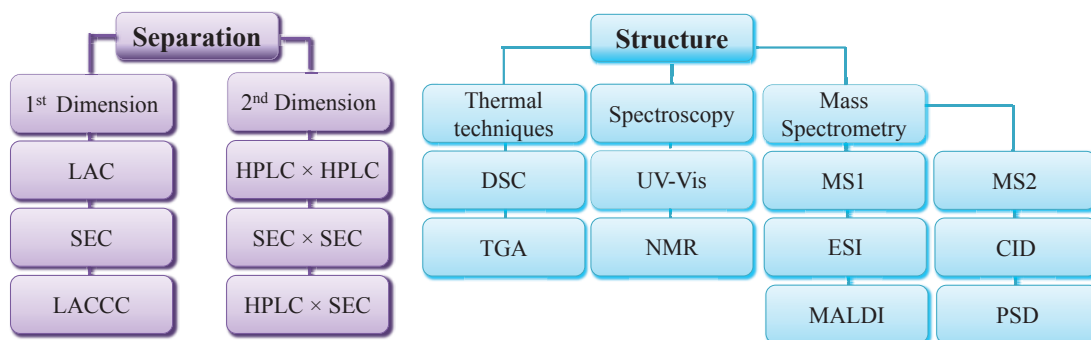 Separation
1st Dimension
2nd Dimension
LAC
HPLC × HPLC
SEC
SEC × SEC
LACCC
HPLC × SEC
Structure
Thermal
techniques
Spectroscopy
Mass
Spectrometry
DSC
UV-Vis
MS1
MS2
TGA
NMR
ESI
CID
MALDI
PSD